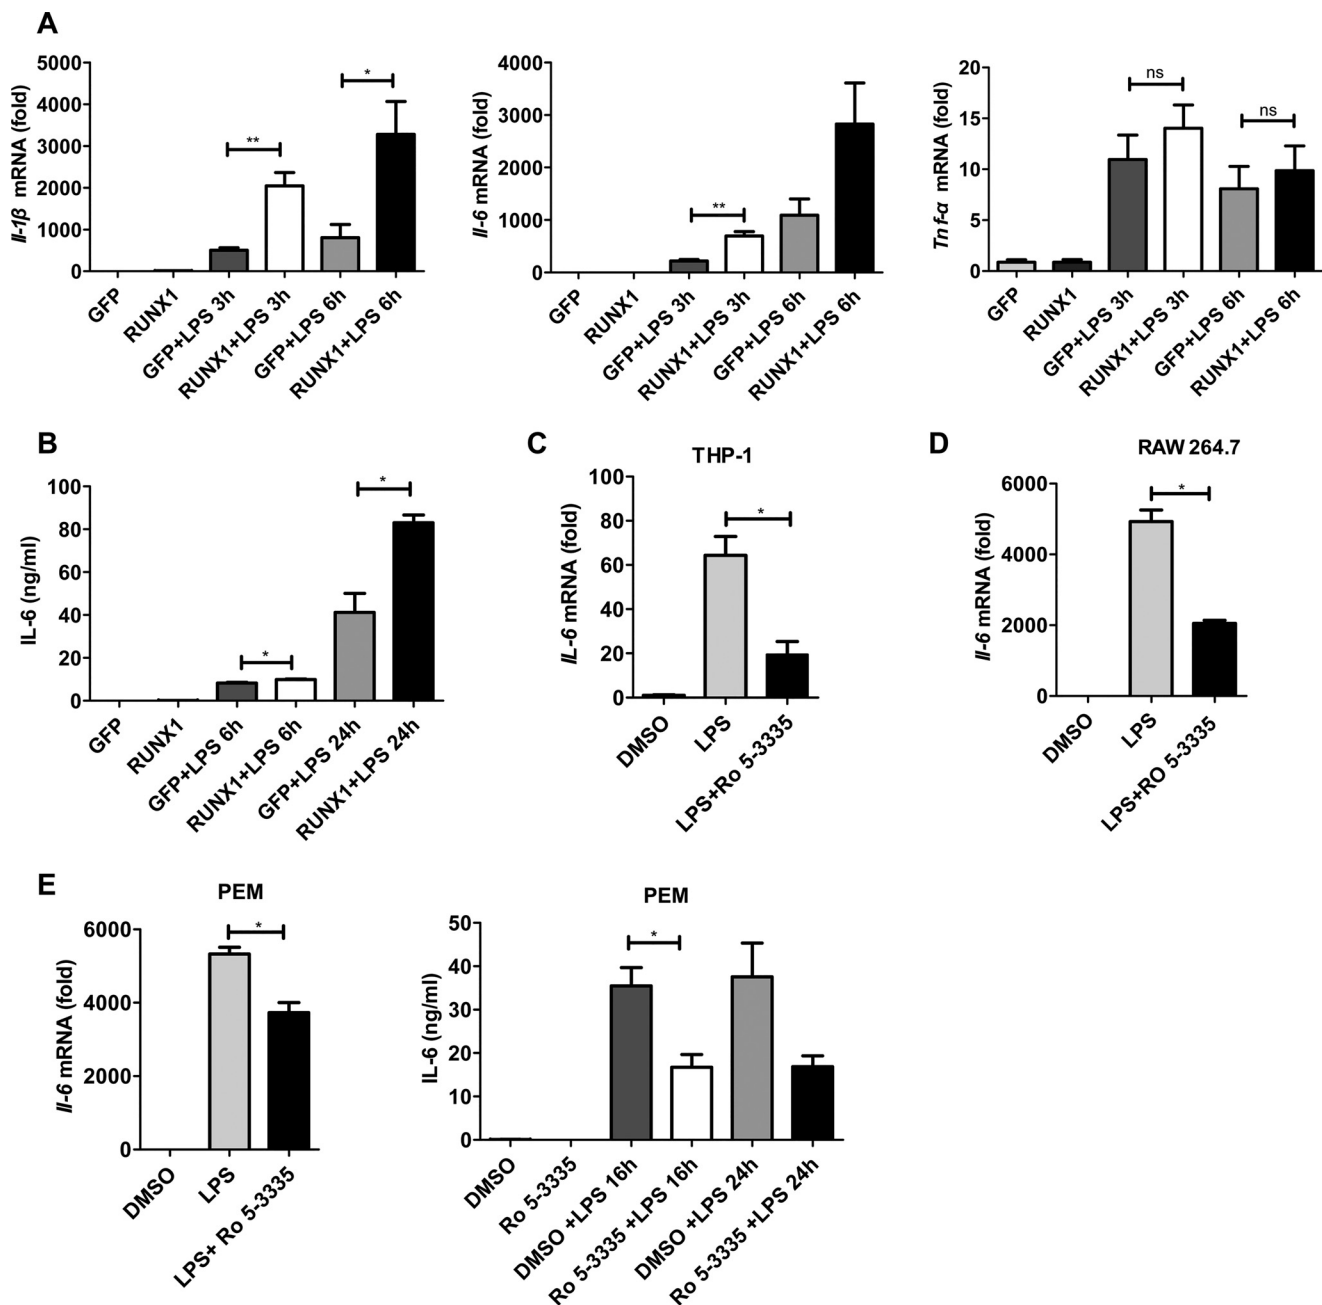 A
Il-1β mRNA (fold)
5000
4000
3000
2000
1000
0
**
*
GFP
RUNX1
GFP+LPS 3h
RUNX1+LPS 3h
GFP+LPS 6h
RUNX1+LPS 6h
Il-6 mRNA (fold)
4000
3000
2000
1000
0
**
GFP
RUNX1
GFP+LPS 3h
RUNX1+LPS 3h
GFP+LPS 6h
RUNX1+LPS 6h
Tnf-α mRNA (fold)
20
15
10
5
0
ns
ns
GFP
RUNX1
GFP+LPS 3h
RUNX1+LPS 3h
GFP+LPS 6h
RUNX1+LPS 6h
B
IL-6 (ng/ml)
100
80
60
40
20
0
*
*
GFP
RUNX1
GFP+LPS 6h
RUNX1+LPS 6h
GFP+LPS 24h
RUNX1+LPS 24h
C
THP-1
IL-6 mRNA (fold)
100
80
60
40
20
0
*
DMSO
LPS
LPS+Ro 5-3335
D
RAW 264.7
Il-6 mRNA (fold)
6000
4000
2000
0
*
DMSO
LPS
LPS+RO 5-3335
E
PEM
Il-6 mRNA (fold)
6000
4000
2000
0
*
DMSO
LPS
LPS+ Ro 5-3335
PEM
IL-6 (ng/ml)
50
40
30
20
10
0
*
DMSO
Ro 5-3335
DMSO +LPS 16h
Ro 5-3335 +LPS 16h
DMSO +LPS 24h
Ro 5-3335 +LPS 24h